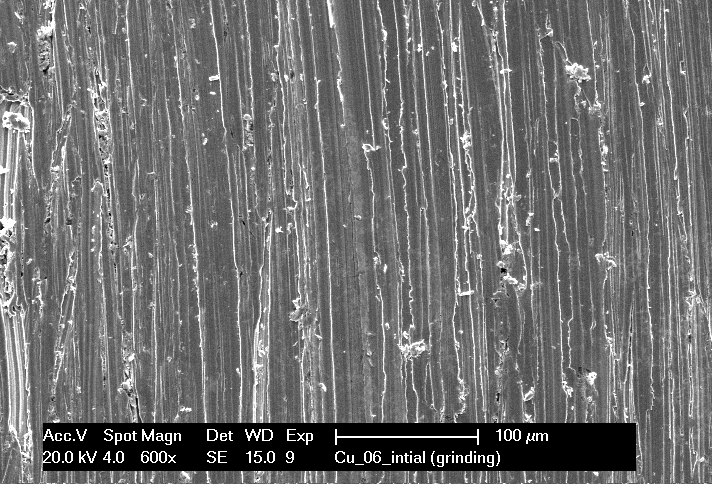 Acc.V Spot Magn Det WD Exp 100 μm
20.0 kV 4.0 600x SE 15.0 9 Cu_06_intial (grinding)